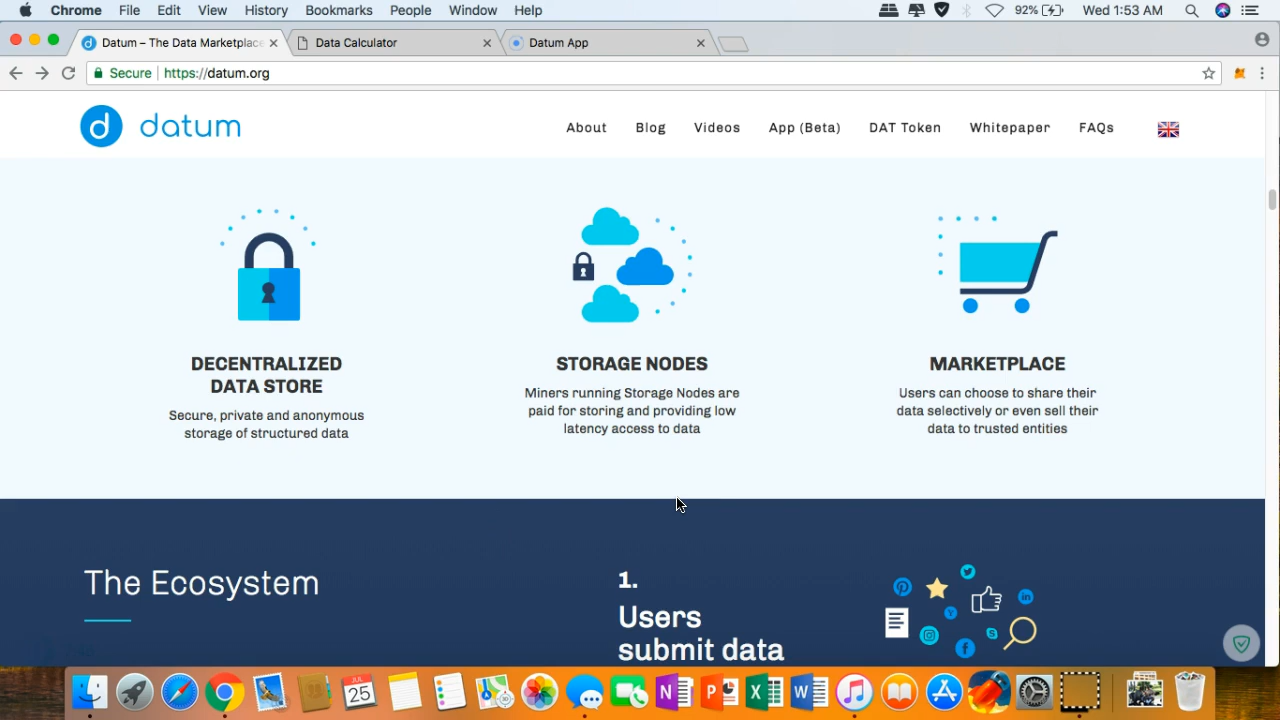 Chrome File Edit View History Bookmarks People Window Help 92% Wed 1:53 AM
Datum – The Data Marketplace Data Calculator Datum App
Secure https://datum.org
d datum About Blog Videos App (Beta) DAT Token Whitepaper FAQs
DECENTRALIZED
DATA STORE
Secure, private and anonymous
storage of structured data
STORAGE NODES
Miners running Storage Nodes are
paid for storing and providing low
latency access to data
MARKETPLACE
Users can choose to share their
data selectively or even sell their
data to trusted entities
The Ecosystem
1.
Users
submit data
JUL
25